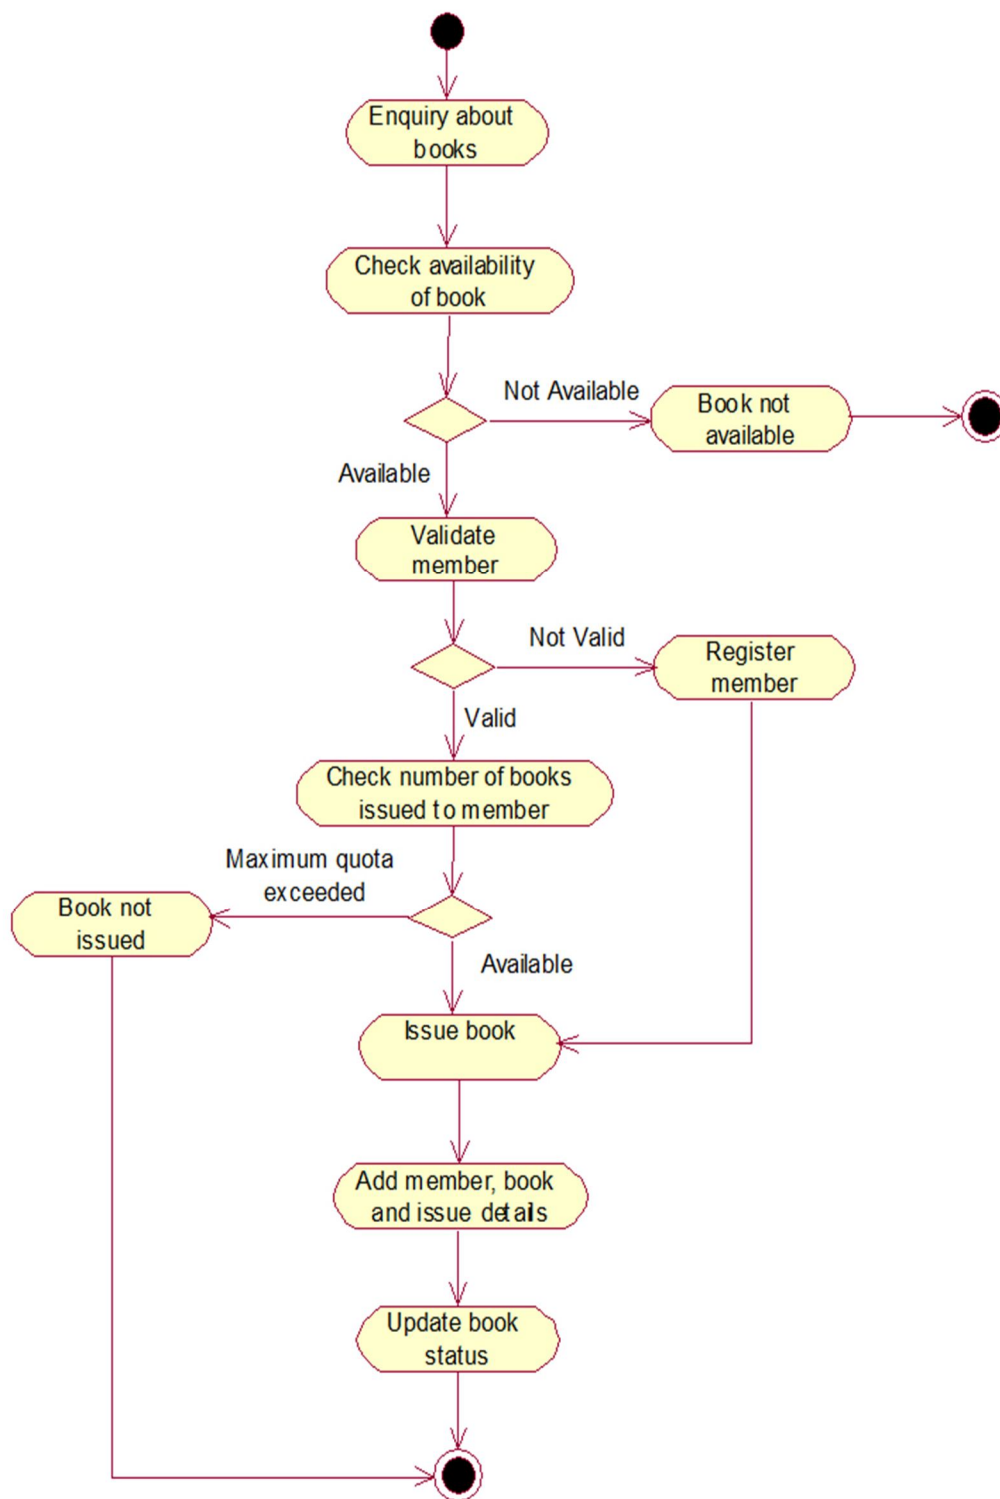 Enquiry about
books
Check availability
of book
Not Available
Book not
available
Available
Validate
member
Not Valid
Register
member
Valid
Check number of books
issued to member
Maximum quota
exceeded
Book not
issued
Available
Issue book
Add member, book
and issue details
Update book
status